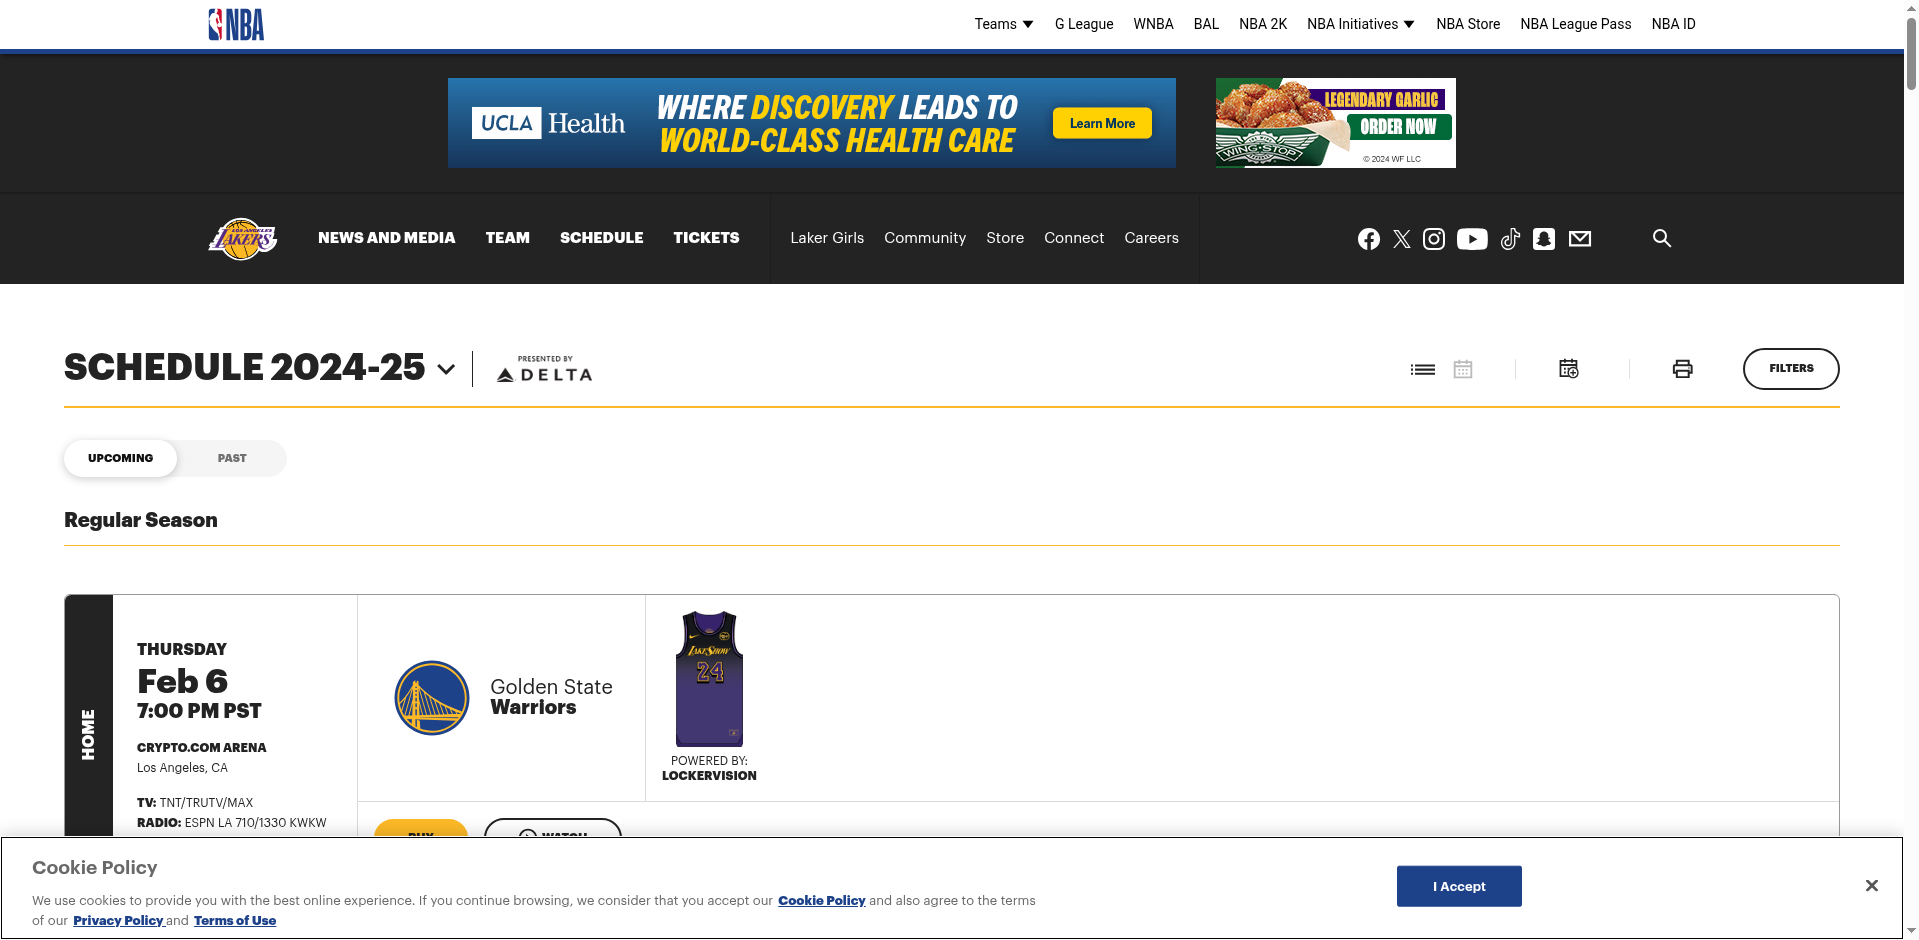 NBA
Teams
G League
WNBA
BAL
NBA 2K
NBA Initiatives
NBA Store
NBA League Pass
NBA ID
UCLA Health
WHERE DISCOVERY LEADS TO
WORLD-CLASS HEALTH CARE
Learn More
LEGENDARY GARLIC
ORDER NOW
WING·STOP
© 2024 WF LLC
LOS ANGELES
LAKERS
NEWS AND MEDIA
TEAM
SCHEDULE
TICKETS
Laker Girls
Community
Store
Connect
Careers
SCHEDULE 2024-25
PRESENTED BY
DELTA
FILTERS
UPCOMING
PAST
Regular Season
HOME
THURSDAY
Feb 6
7:00 PM PST
CRYPTO.COM ARENA
Los Angeles, CA
TV: TNT/TRUTV/MAX
RADIO: ESPN LA 710/1330 KWKW
Golden State
Warriors
LAKESHOW
24
POWERED BY:
LOCKERVISION
BUY
WATCH
Cookie Policy
We use cookies to provide you with the best online experience. If you continue browsing, we consider that you accept our Cookie Policy and also agree to the terms
of our Privacy Policy and Terms of Use
I Accept